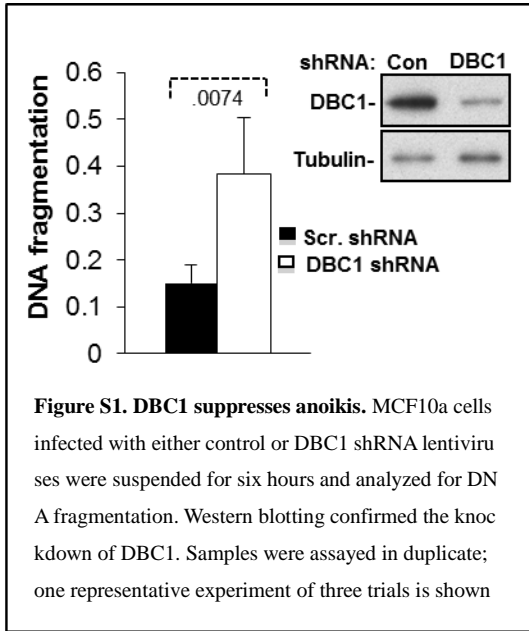 shRNA: Con DBC1
DBC1-
Tubulin-
DNA fragmentation
0.6
0.5
0.4
0.3
0.2
0.1
0
.0074
Scr. shRNA
DBC1 shRNA
Figure S1. DBC1 suppresses anoikis. MCF10a cells
infected with either control or DBC1 shRNA lentiviru
ses were suspended for six hours and analyzed for DN
A fragmentation. Western blotting confirmed the knoc
kdown of DBC1. Samples were assayed in duplicate;
one representative experiment of three trials is shown